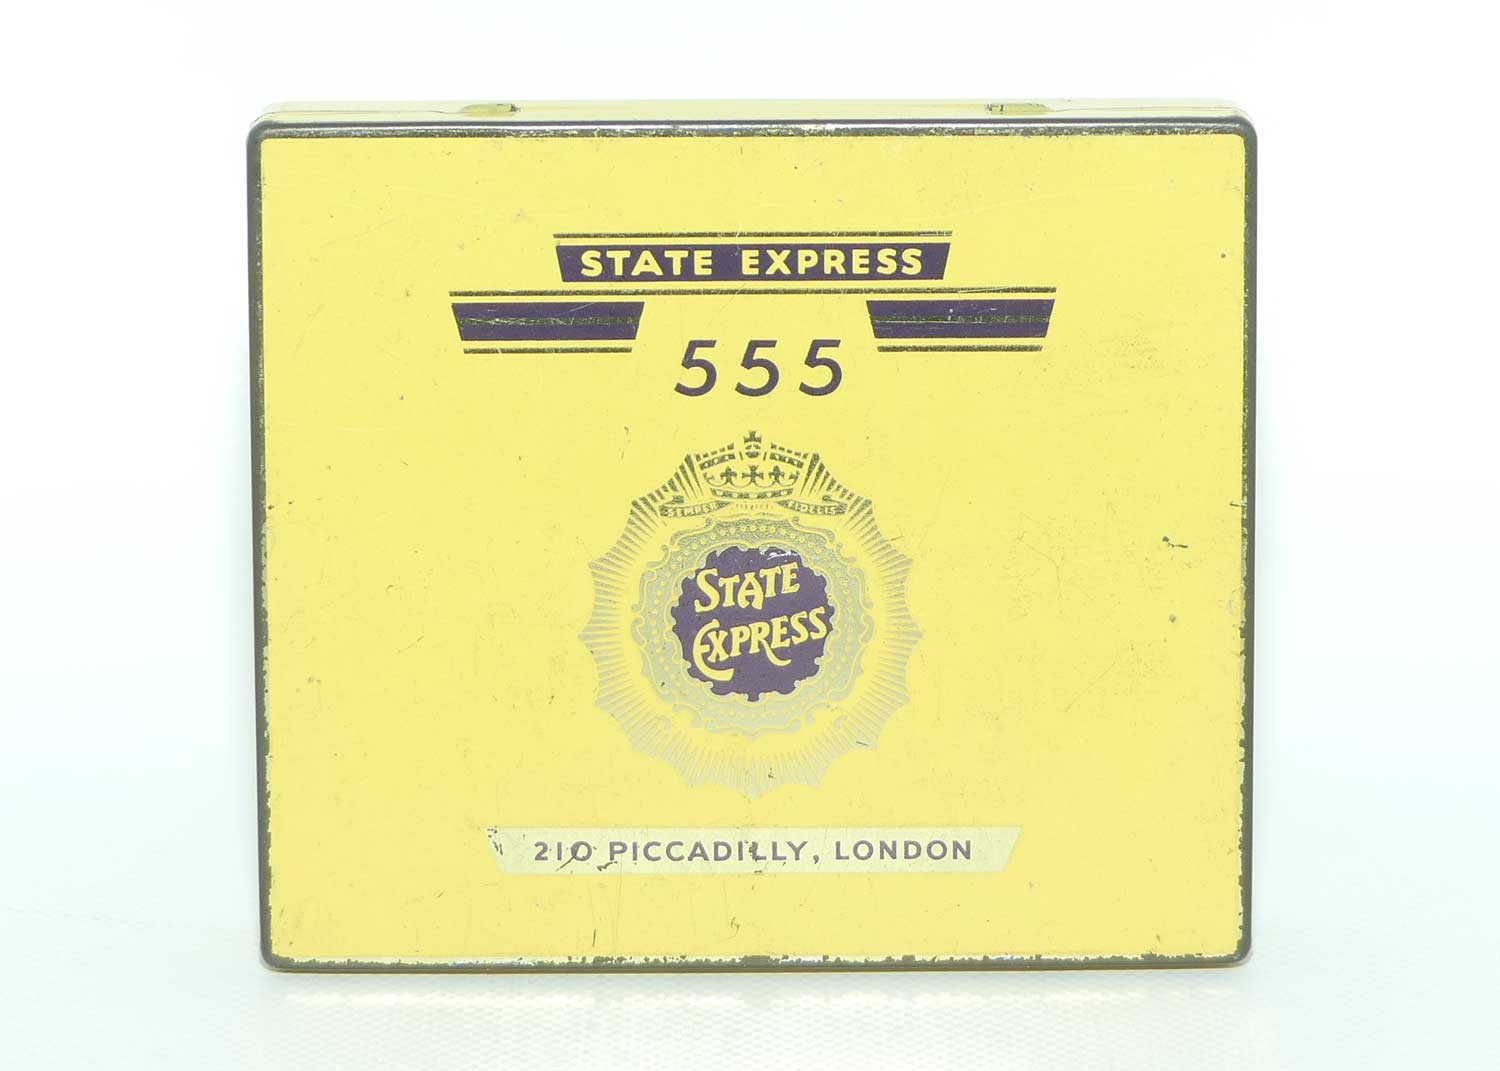 STATE EXPRESS
555
SEMPER FIDELIS
STATE
EXPRESS
210 PICCADILLY, LONDON